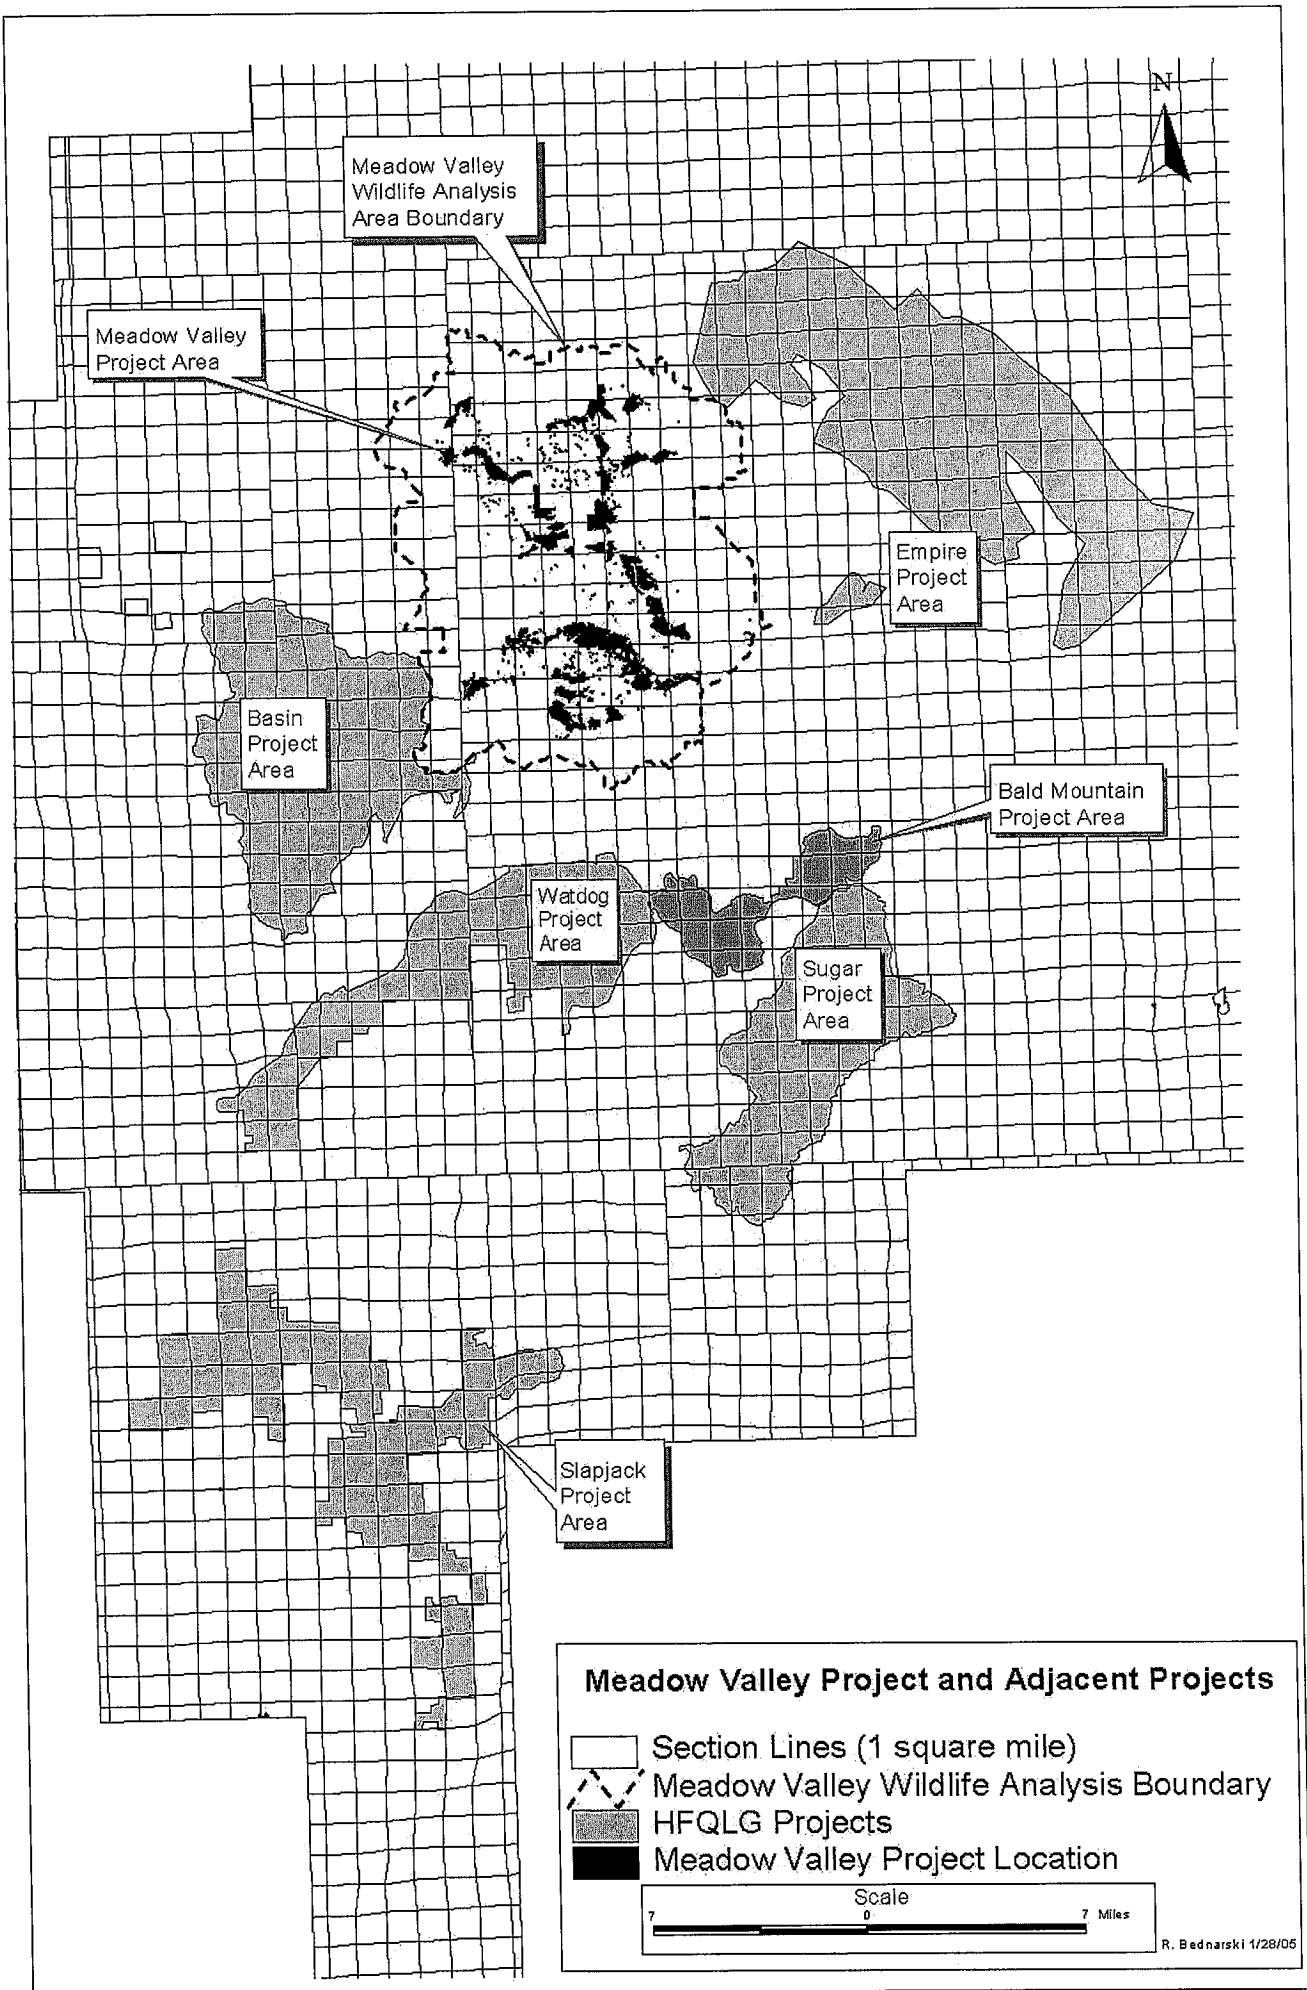 N
Meadow Valley
Wildlife Analysis
Area Boundary
Meadow Valley
Project Area
Empire
Project
Area
Basin
Project
Area
Bald Mountain
Project Area
Watdog
Project
Area
Sugar
Project
Area
Slapjack
Project
Area
Meadow Valley Project and Adjacent Projects
Section Lines (1 square mile)
Meadow Valley Wildlife Analysis Boundary
HFQLG Projects
Meadow Valley Project Location
Scale
7 0 7 Miles
R. Bednarski 1/28/05